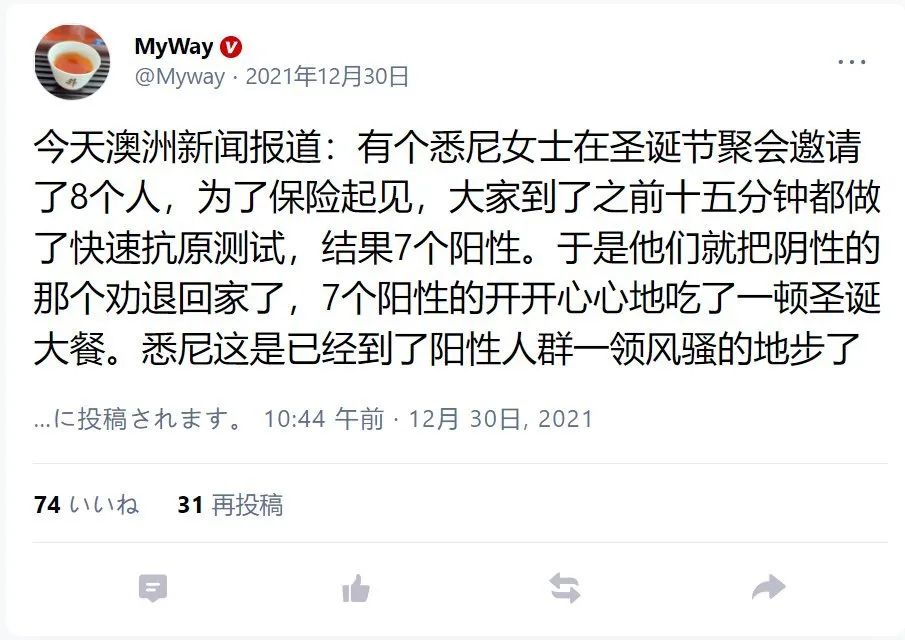 MyWay
@Myway · 2021年12月30日
今天澳洲新闻报道：有个悉尼女士在圣诞节聚会邀请
了8个人，为了保险起见，大家到了之前十五分钟都做
了快速抗原测试，结果7个阳性。于是他们就把阴性的
那个劝退回家了，7个阳性的开开心心地吃了一顿圣诞
大餐。悉尼这是已经到了阳性人群一领风骚的地步了
...に投稿されます。 10:44 午前 · 12月 30日, 2021
74 いいね 31 再投稿